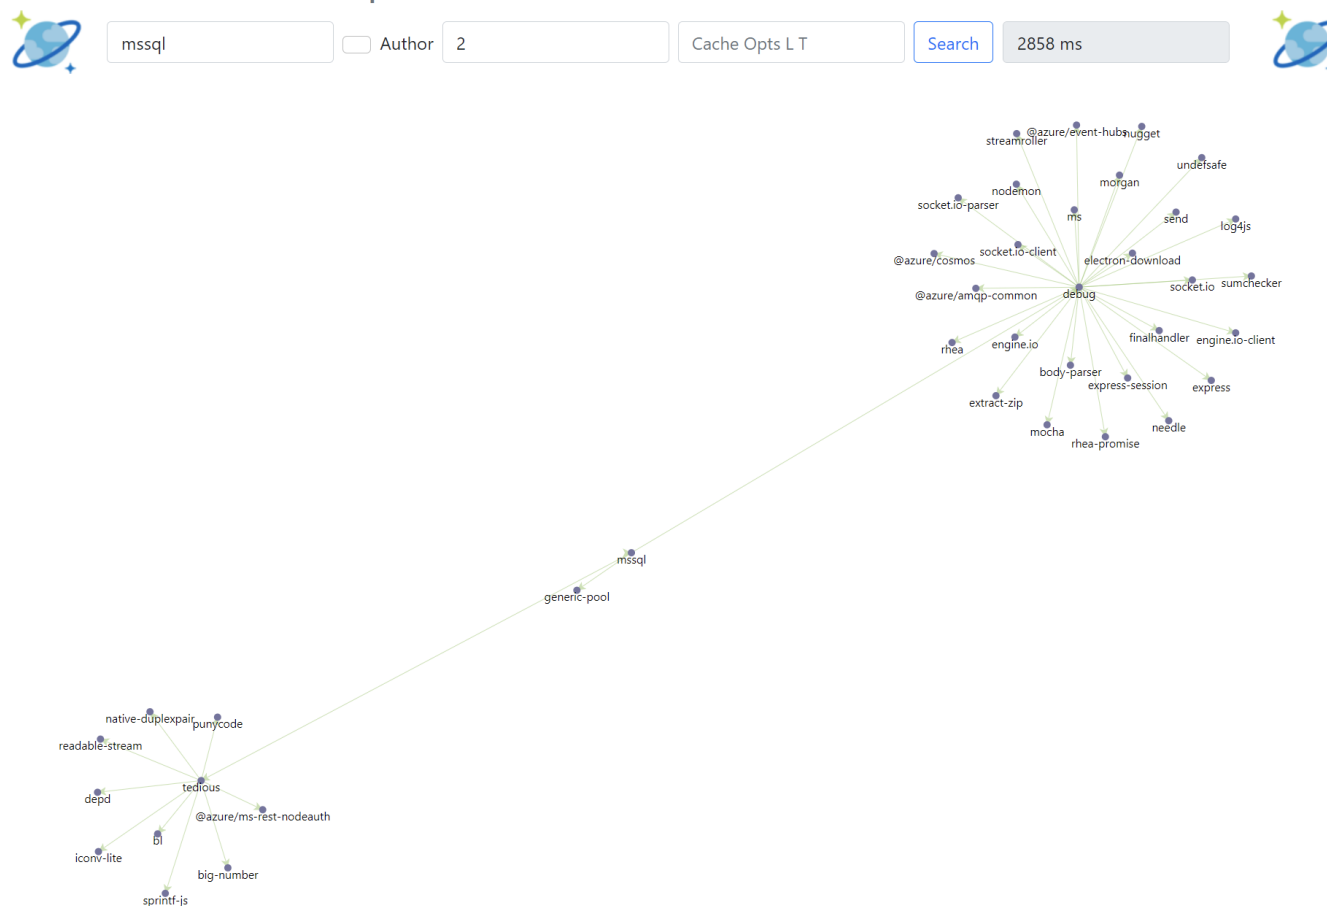 mssql
Author
2
Cache Opts L T
Search
2858 ms
@azure/event-hubs
nugget
streamroller
undefsafe
morgan
nodemon
socket.io-parser
ms
send
log4js
socket.io-client
@azure/cosmos
electron-download
socket.io
sumchecker
@azure/amqp-common
debug
finalhandler
engine.io-client
rhea
engine.io
body-parser
express-session
express
extract-zip
mocha
needle
rhea-promise
mssql
generic-pool
native-duplexpair
punycode
readable-stream
tedious
depd
@azure/ms-rest-nodeauth
bl
iconv-lite
big-number
sprintf-js